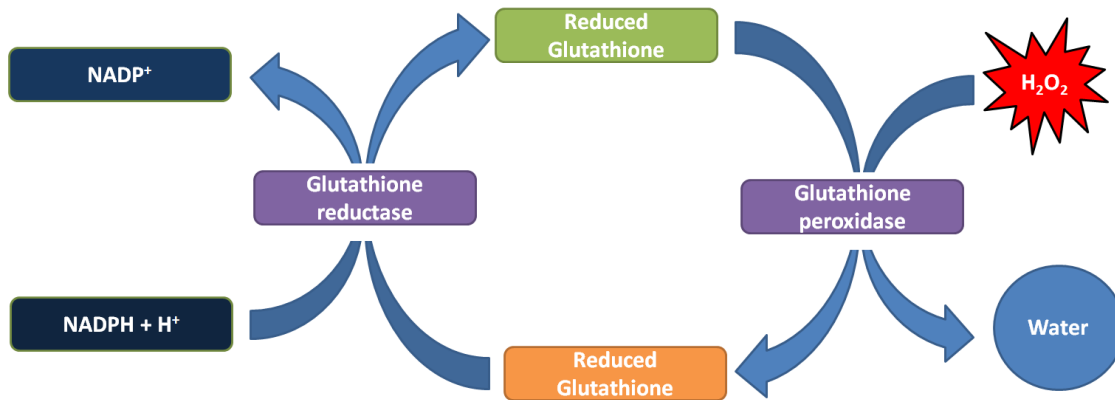 Reduced
Glutathione
NADP⁺
H₂O₂
Glutathione
reductase
Glutathione
peroxidase
NADPH + H⁺
Water
Reduced
Glutathione